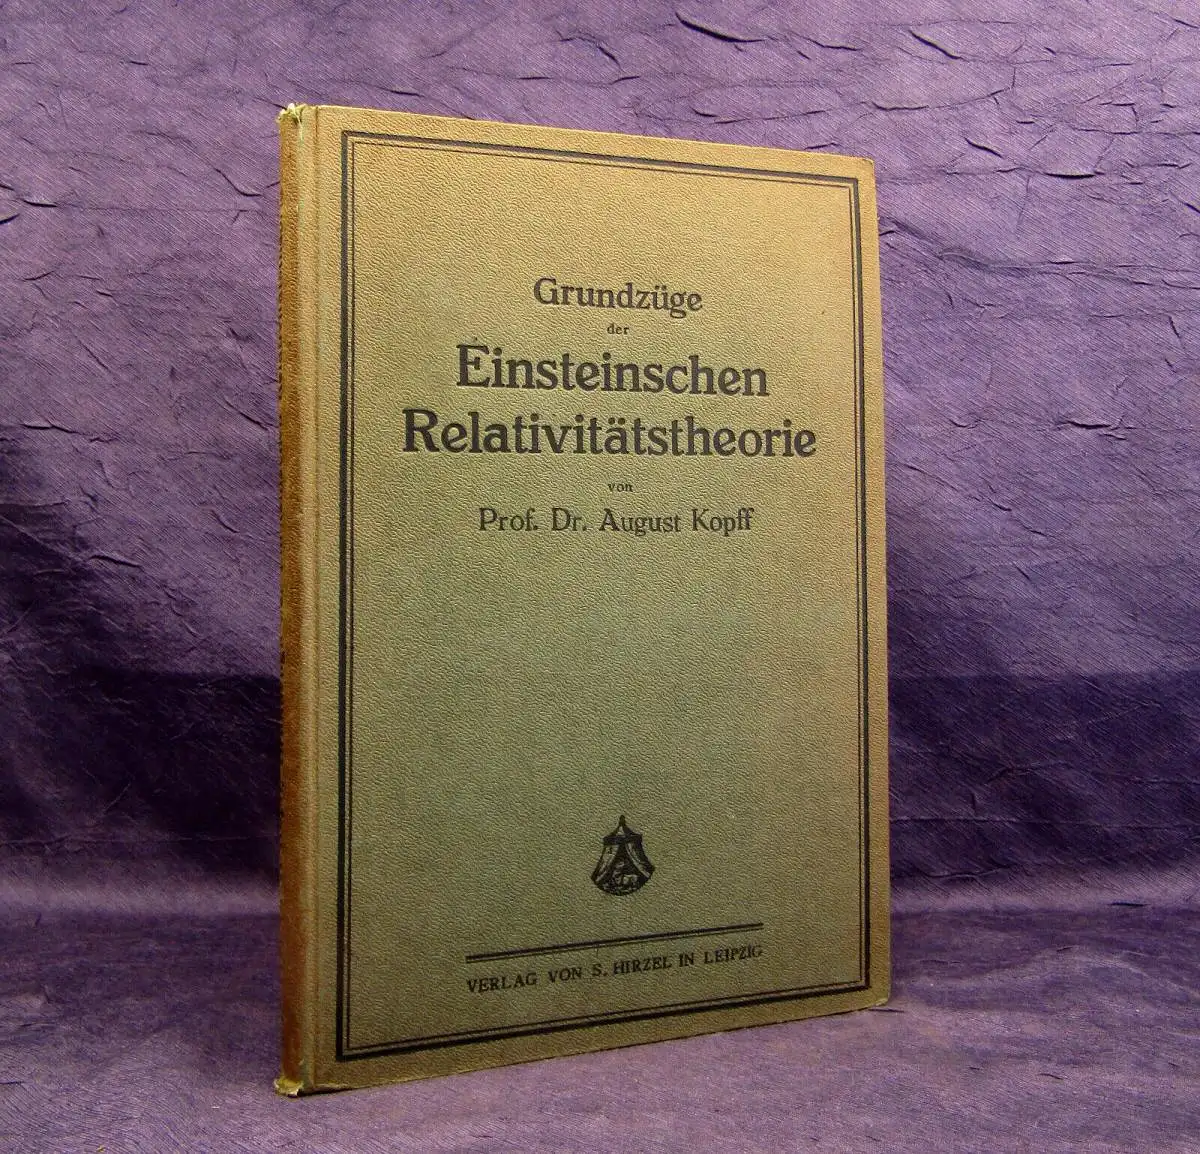 Grundzüge
der
Einsteinschen
Relativitätstheorie
von
Prof. Dr. August Kopff
VERLAG VON S. HIRZEL IN LEIPZIG